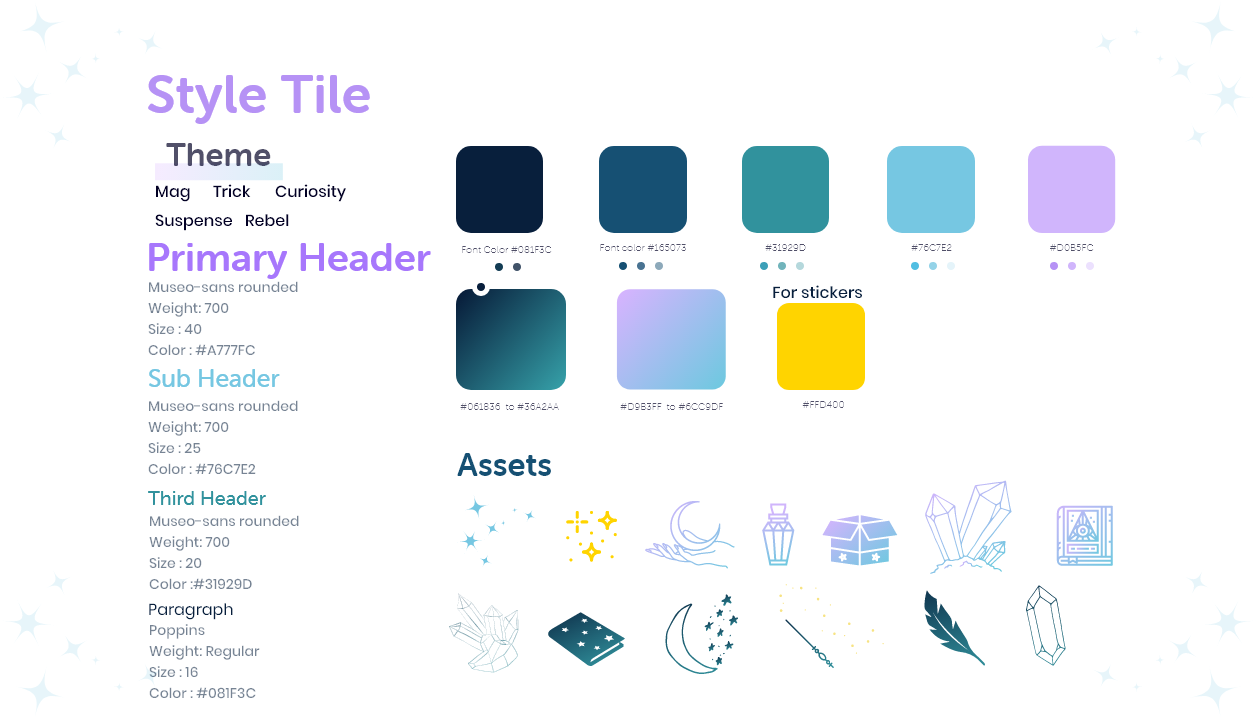 Style Tile
Theme
Mag Trick Curiosity
Suspense Rebel
Primary Header
Museo-sans rounded
Weight: 700
Size : 40
Color : #A777FC
Sub Header
Museo-sans rounded
Weight: 700
Size : 25
Color : #76C7E2
Third Header
Museo-sans rounded
Weight: 700
Size : 20
Color :#31929D
Paragraph
Poppins
Weight: Regular
Size : 16
Color : #081F3C
Font Color #081F3C
Font color #165073
#31929D
#76C7E2
#D0B5FC
For stickers
#061836 to #36A2AA
#D9B3FF to #6CC9DF
#FFD400
Assets